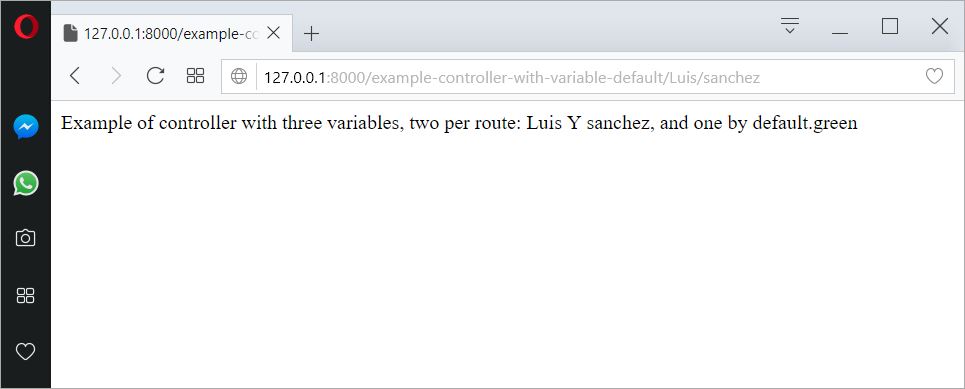 127.0.0.1:8000/example-co
127.0.0.1:8000/example-controller-with-variable-default/Luis/sanchez
Example of controller with three variables, two per route: Luis Y sanchez, and one by default.green